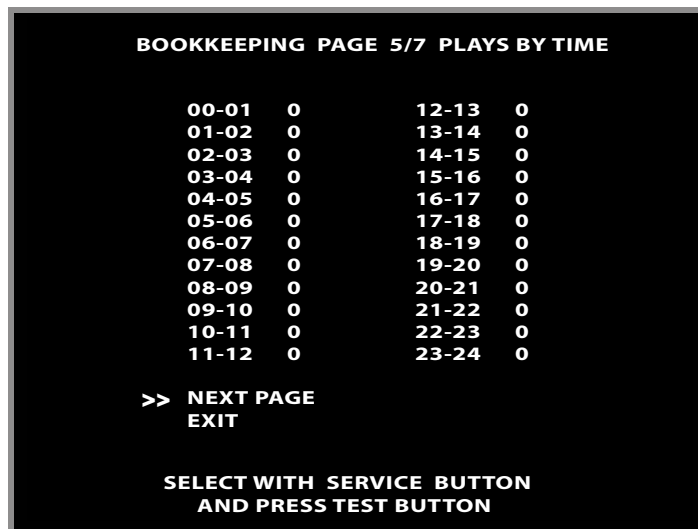 BOOKKEEPING PAGE 5/7 PLAYS BY TIME
00-01 0 12-13 0
01-02 0 13-14 0
02-03 0 14-15 0
03-04 0 15-16 0
04-05 0 16-17 0
05-06 0 17-18 0
06-07 0 18-19 0
07-08 0 19-20 0
08-09 0 20-21 0
09-10 0 21-22 0
10-11 0 22-23 0
11-12 0 23-24 0
>> NEXT PAGE
EXIT
SELECT WITH SERVICE BUTTON
AND PRESS TEST BUTTON